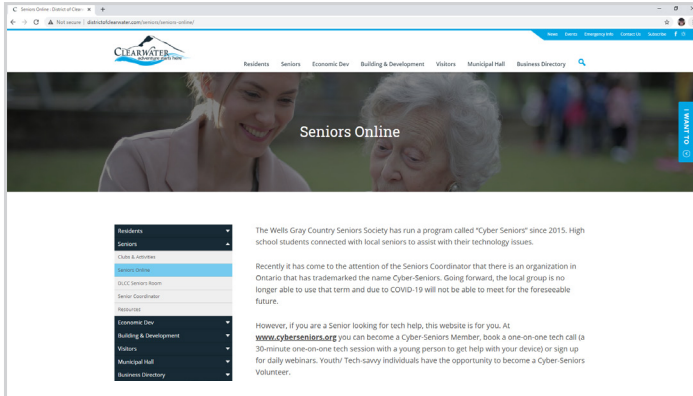 Seniors Online - District of Clear
Not secure | districtofclearwater.com/seniors/seniors-online/
News Events Emergency Info Contact Us Subscribe
CLEARWATER
adventure starts here
Residents Seniors Economic Dev Building & Development Visitors Municipal Hall Business Directory
Seniors Online
I WANT TO
Residents
Seniors
Clubs & Activities
Seniors Online
DLCC Seniors Room
Senior Coordinator
Resources
Economic Dev
Building & Development
Visitors
Municipal Hall
Business Directory
The Wells Gray Country Seniors Society has run a program called "Cyber Seniors" since 2015. High
school students connected with local seniors to assist with their technology issues.
Recently it has come to the attention of the Seniors Coordinator that there is an organization in
Ontario that has trademarked the name Cyber-Seniors. Going forward, the local group is no
longer able to use that term and due to COVID-19 will not be able to meet for the foreseeable
future.
However, if you are a Senior looking for tech help, this website is for you. At
www.cyberseniors.org you can become a Cyber-Seniors Member, book a one-on-one tech call (a
30-minute one-on-one tech session with a young person to get help with your device) or sign up
for daily webinars. Youth/ Tech-savvy individuals have the opportunity to become a Cyber-Seniors
Volunteer.